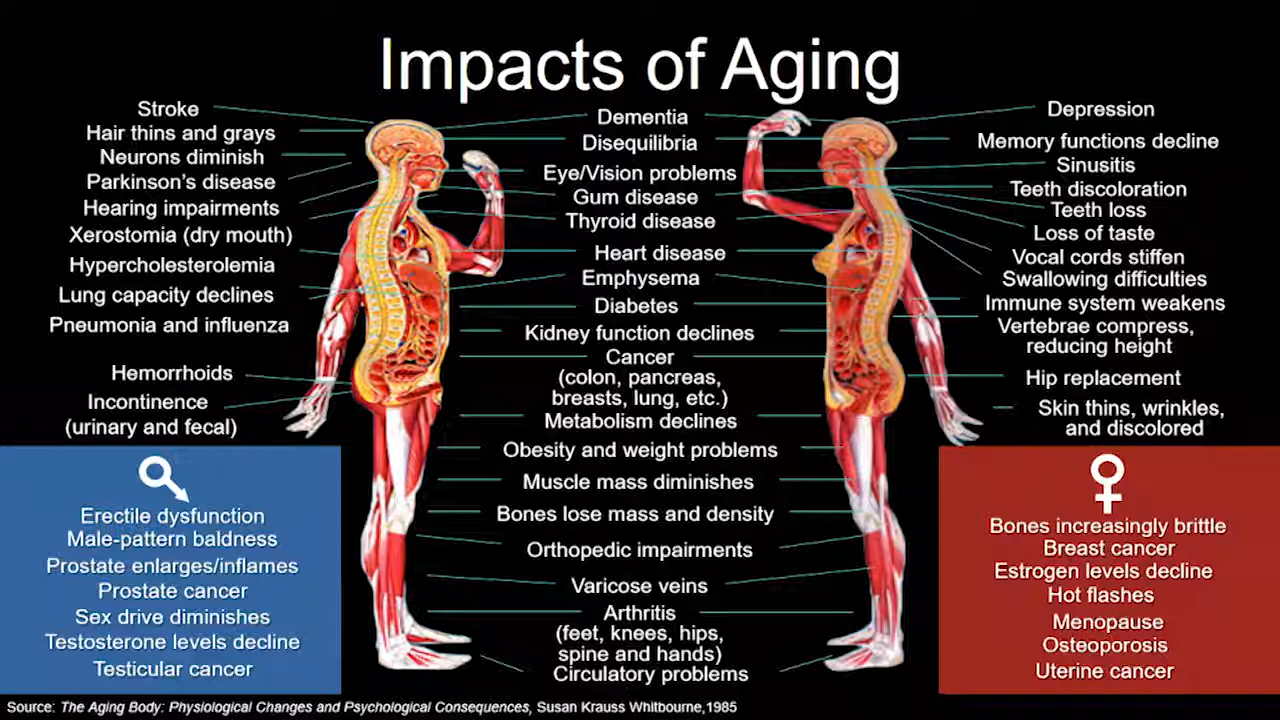 Impacts of Aging
Stroke
Hair thins and grays
Neurons diminish
Parkinson's disease
Hearing impairments
Xerostomia (dry mouth)
Hypercholesterolemia
Lung capacity declines
Pneumonia and influenza
Hemorrhoids
Incontinence
(urinary and fecal)
Dementia
Disequilibria
Eye/Vision problems
Gum disease
Thyroid disease
Heart disease
Emphysema
Diabetes
Kidney function declines
Cancer
(colon, pancreas,
breasts, lung, etc.)
Metabolism declines
Obesity and weight problems
Muscle mass diminishes
Bones lose mass and density
Orthopedic impairments
Varicose veins
Arthritis
(feet, knees, hips,
spine and hands)
Circulatory problems
Depression
Memory functions decline
Sinusitis
Teeth discoloration
Teeth loss
Loss of taste
Vocal cords stiffen
Swallowing difficulties
Immune system weakens
Vertebrae compress,
reducing height
Hip replacement
Skin thins, wrinkles,
and discolored
Erectile dysfunction
Male-pattern baldness
Prostate enlarges/inflames
Prostate cancer
Sex drive diminishes
Testosterone levels decline
Testicular cancer
Bones increasingly brittle
Breast cancer
Estrogen levels decline
Hot flashes
Menopause
Osteoporosis
Uterine cancer
Source: The Aging Body: Physiological Changes and Psychological Consequences, Susan Krauss Whitbourne,1985